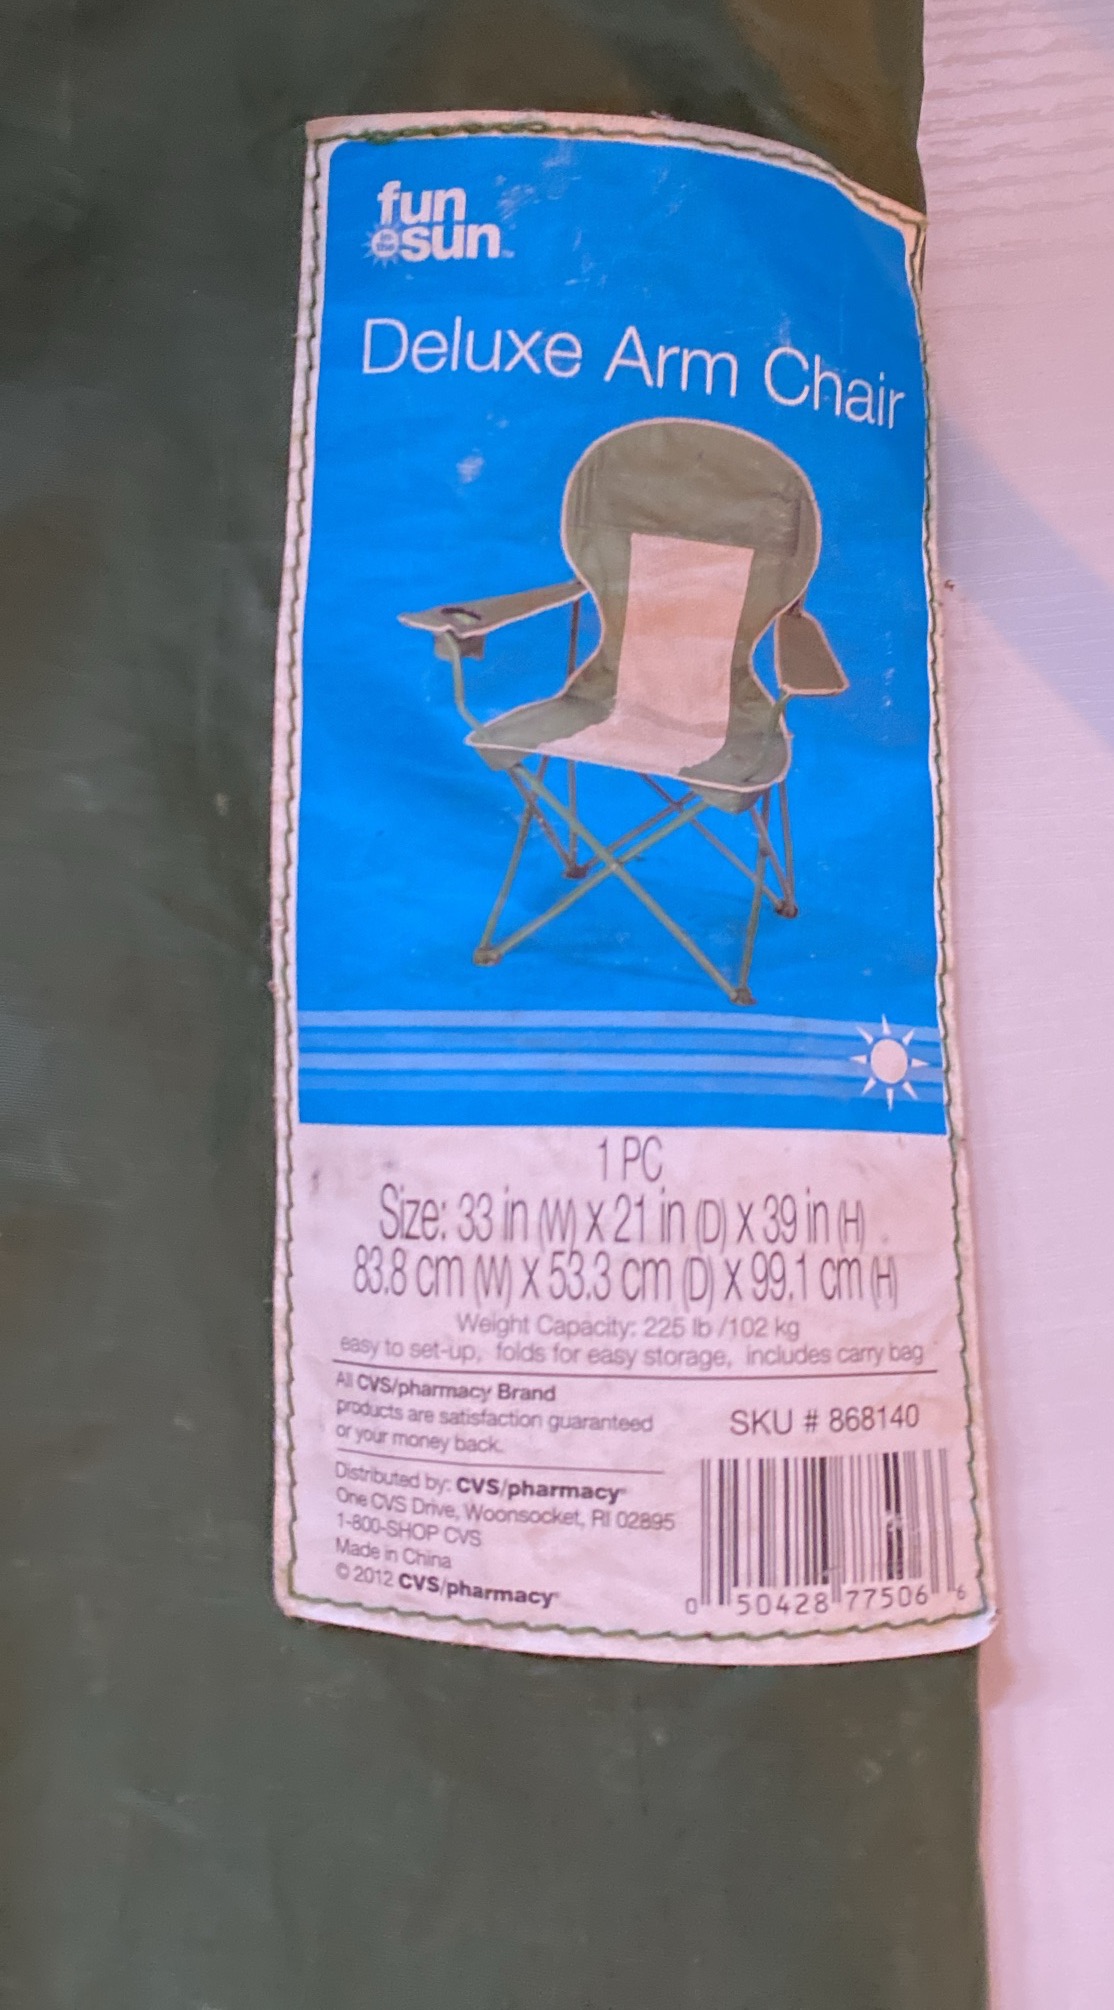 fun
in the sun™
Deluxe Arm Chair
1 PC
Size: 33 in (W) x 21 in (D) x 39 in (H)
83.8 cm (W) x 53.3 cm (D) x 99.1 cm (H)
Weight Capacity: 225 lb /102 kg
easy to set-up, folds for easy storage, includes carry bag
All CVS/pharmacy Brand
products are satisfaction guaranteed
or your money back.
SKU # 868140
Distributed by: CVS/pharmacy®
One CVS Drive, Woonsocket, RI 02895
1-800-SHOP CVS
Made in China
© 2012 CVS/pharmacy®
0 50428 77506 6